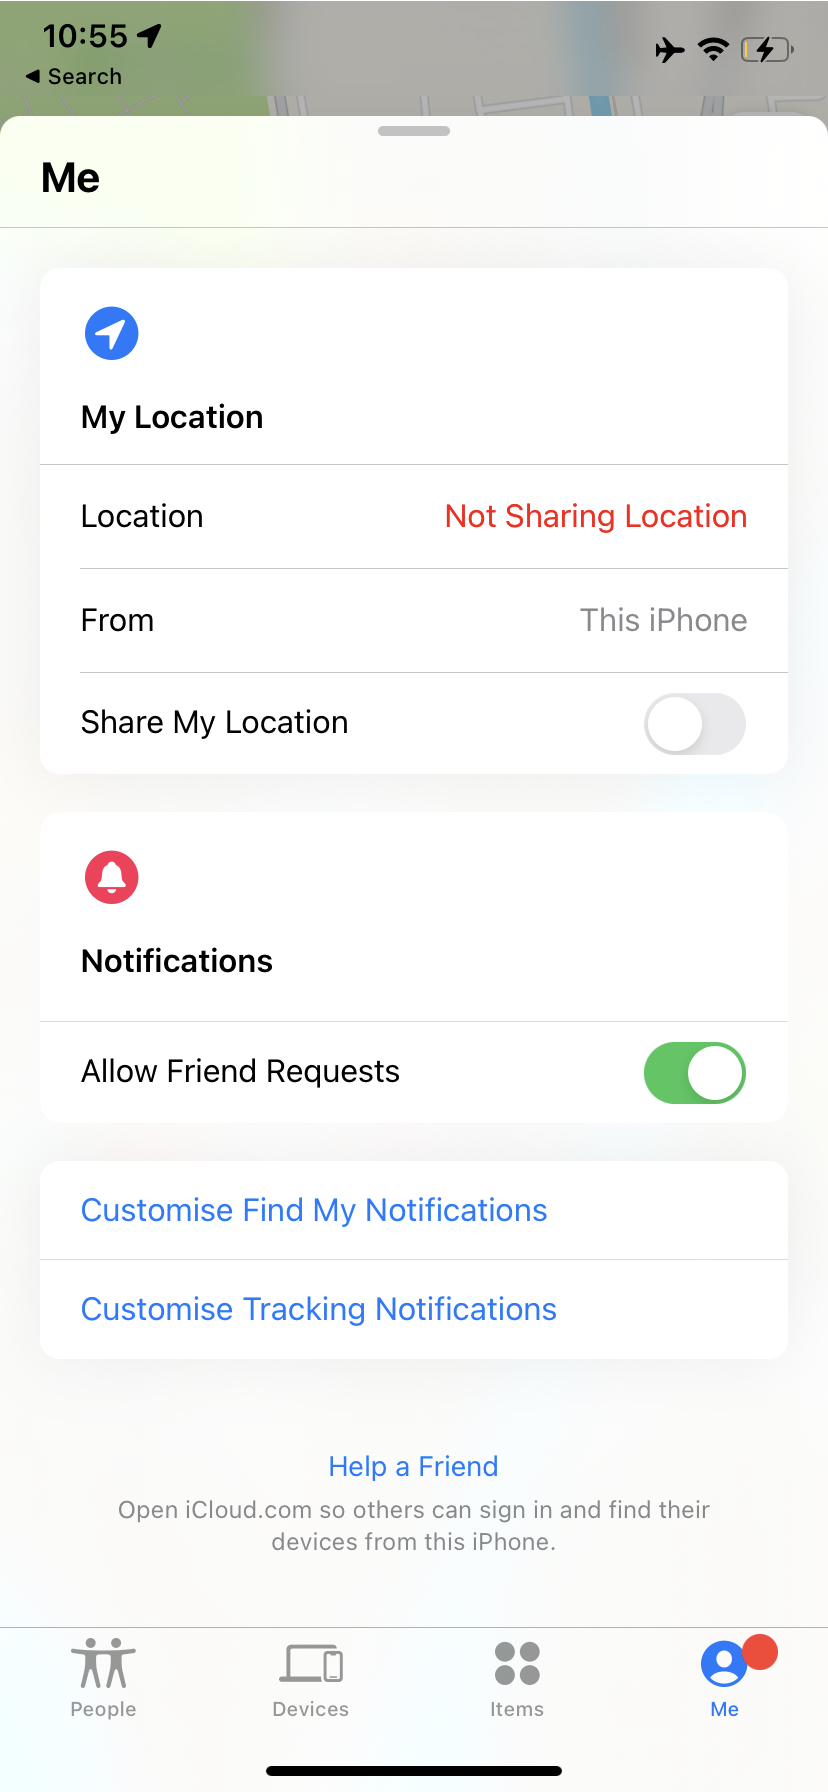 10:55
◀ Search
Me
My Location
Location Not Sharing Location
From This iPhone
Share My Location
Notifications
Allow Friend Requests
Customise Find My Notifications
Customise Tracking Notifications
Help a Friend
Open iCloud.com so others can sign in and find their
devices from this iPhone.
People Devices Items Me